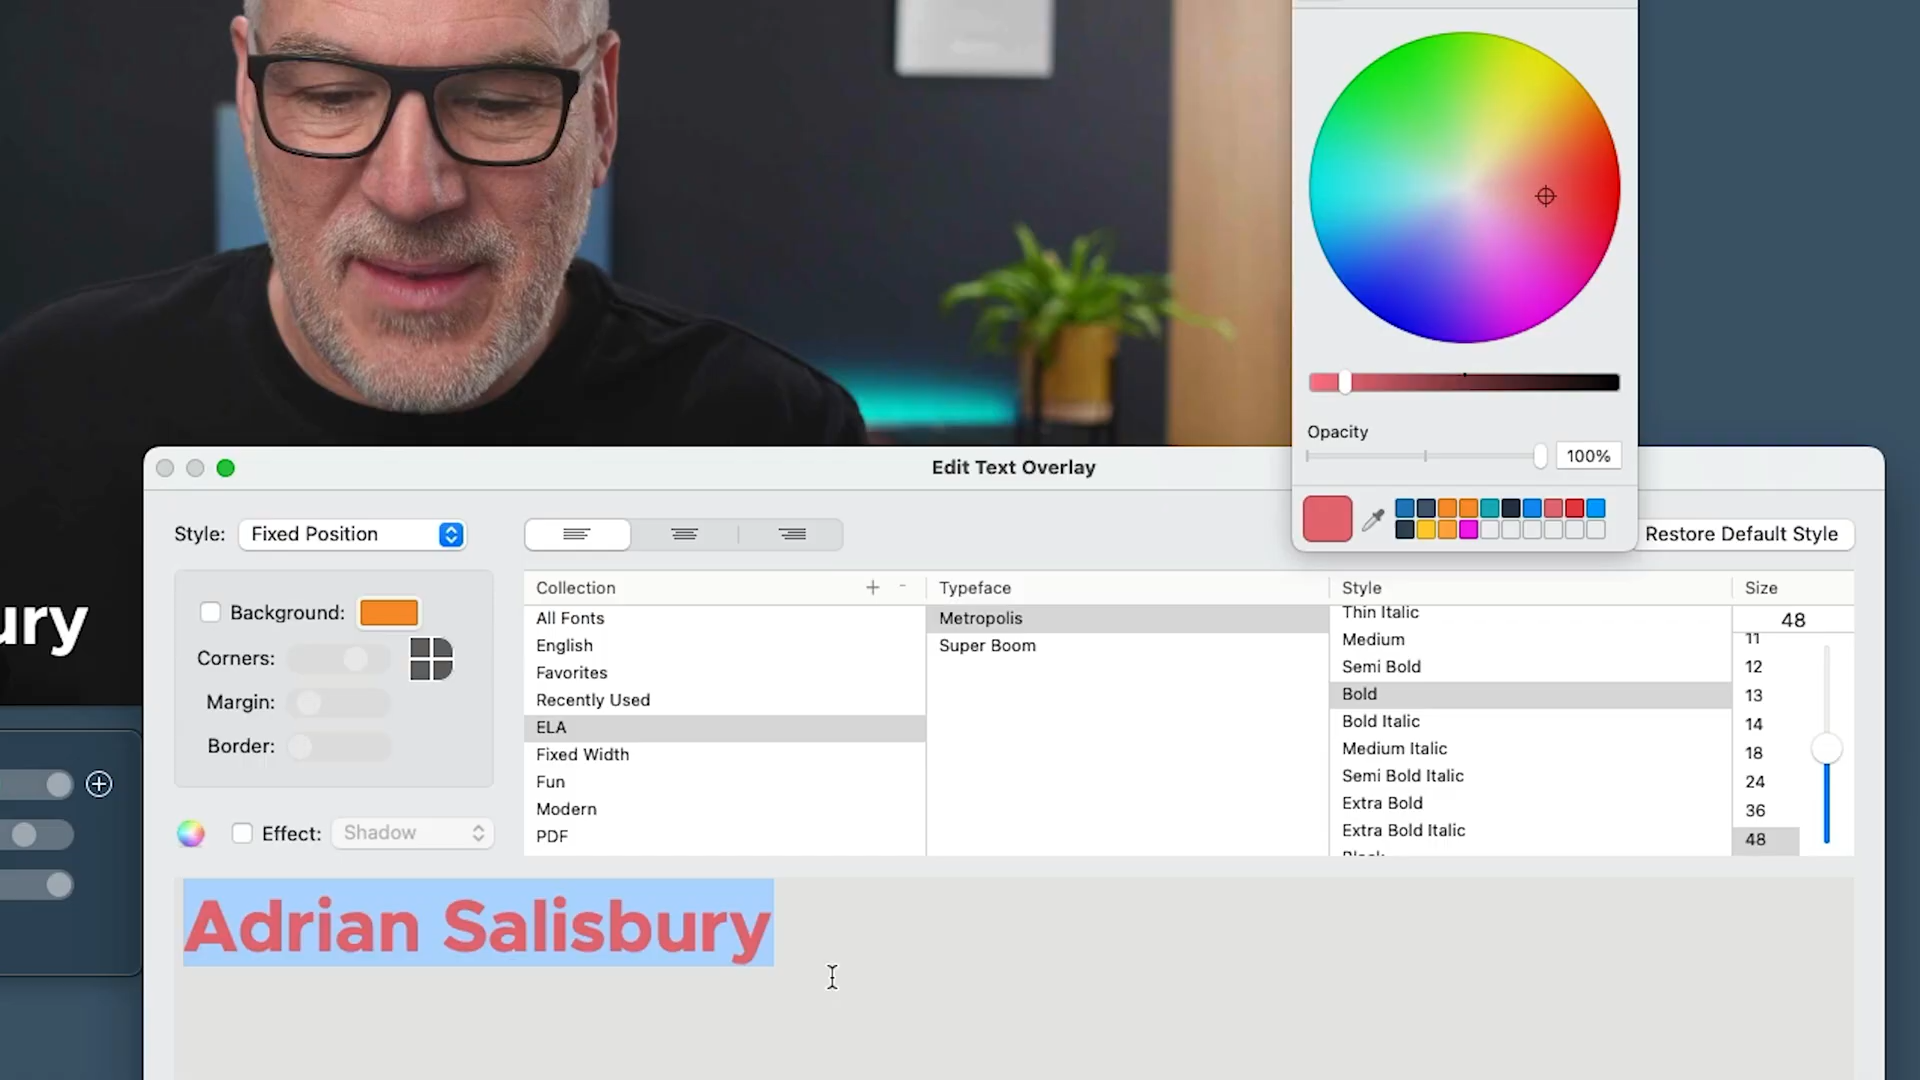 Opacity
100%
Edit Text Overlay
Style: Fixed Position
Restore Default Style
Background:
Corners:
Margin:
Border:
Effect: Shadow
Collection + -
All Fonts
English
Favorites
Recently Used
ELA
Fixed Width
Fun
Modern
PDF
Typeface
Metropolis
Super Boom
Style
Thin Italic
Medium
Semi Bold
Bold
Bold Italic
Medium Italic
Semi Bold Italic
Extra Bold
Extra Bold Italic
Black
Size
48
11
12
13
14
18
24
36
48
ury
Adrian Salisbury